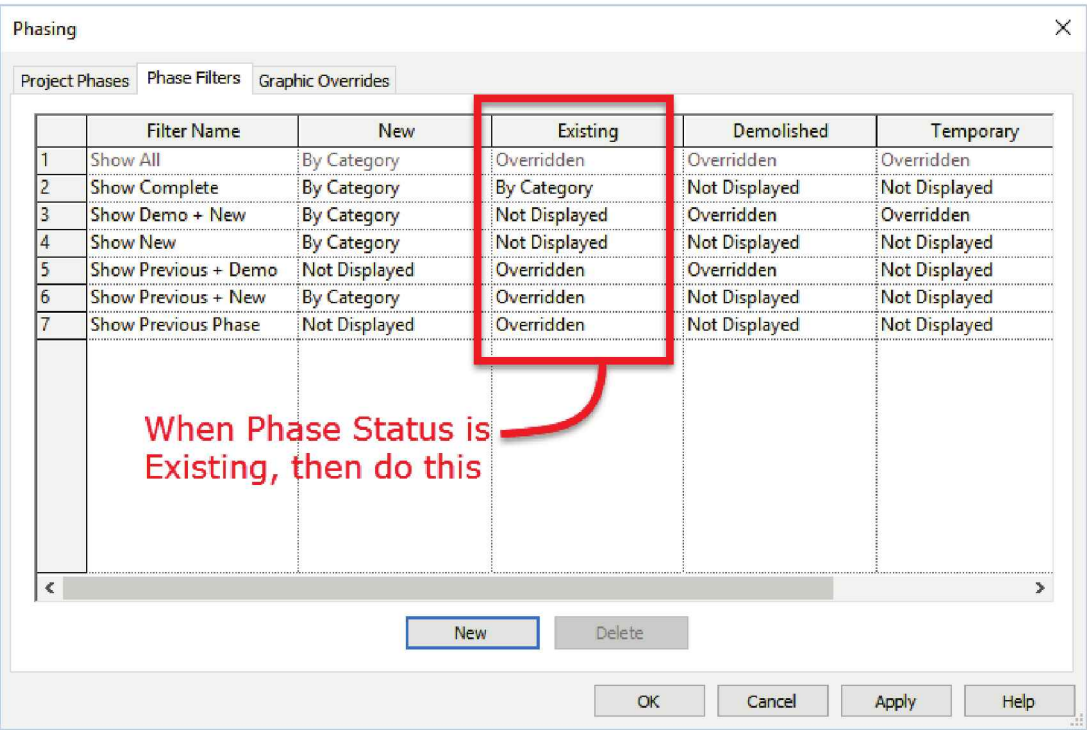 Phasing
Project Phases Phase Filters Graphic Overrides
Filter Name New Existing Demolished Temporary
1 Show All By Category Overridden Overridden Overridden
2 Show Complete By Category By Category Not Displayed Not Displayed
3 Show Demo + New By Category Not Displayed Overridden Overridden
4 Show New By Category Not Displayed Not Displayed Not Displayed
5 Show Previous + Demo Not Displayed Overridden Overridden Not Displayed
6 Show Previous + New By Category Overridden Not Displayed Not Displayed
7 Show Previous Phase Not Displayed Overridden Not Displayed Not Displayed
When Phase Status is
Existing, then do this
New Delete
OK Cancel Apply Help